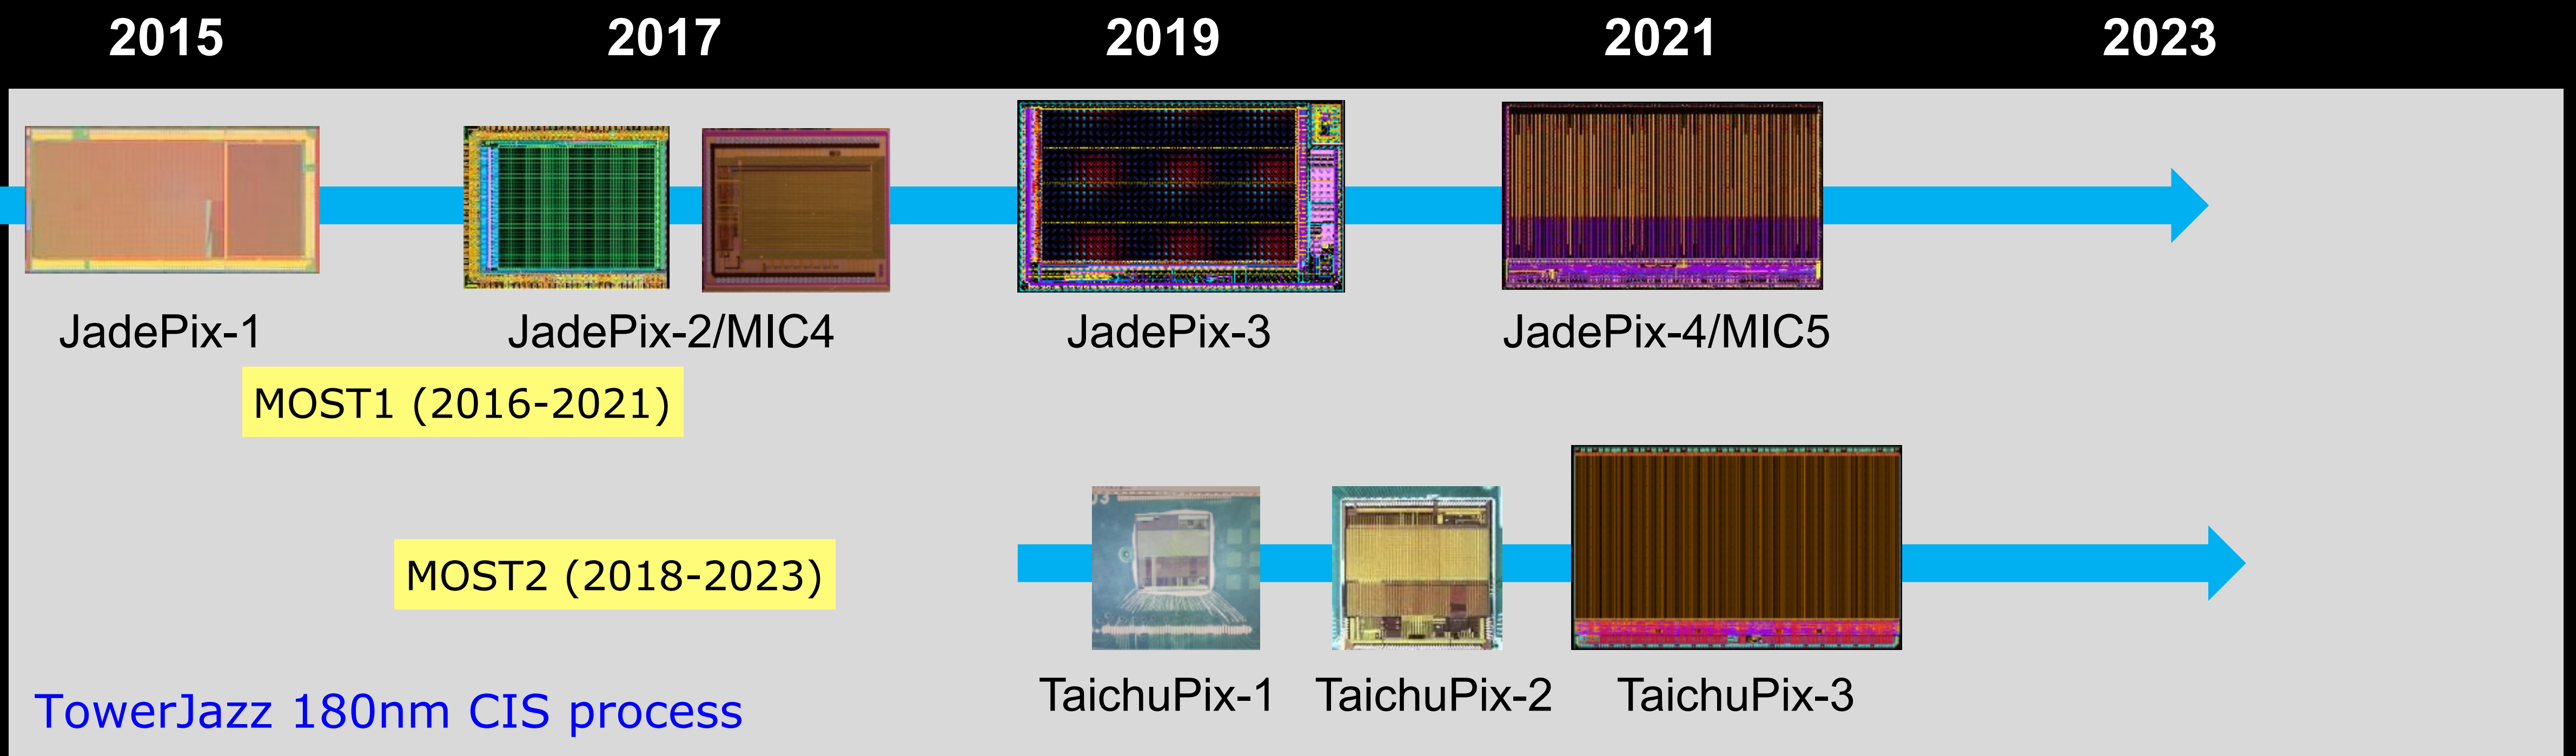 2015 2017 2019 2021 2023
JadePix-1 JadePix-2/MIC4 JadePix-3 JadePix-4/MIC5
MOST1 (2016-2021)
MOST2 (2018-2023)
TaichuPix-1 TaichuPix-2 TaichuPix-3
TowerJazz 180nm CIS process